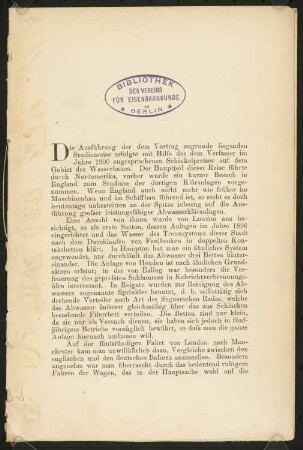 BIBLIOTHEK
DES VEREINS
FÜR EISENBAHNKUNDE
ZU
BERLIN
Die Ausführung der dem Vortrag zugrunde liegenden
Studienreise erfolgte mit Hilfe des dem Verfasser im
Jahre 1900 zugesprochenen Schinkelpreises auf dem
Gebiet des Wasserbaues. Der Hauptteil dieser Reise führte
durch Nordamerika, vorher wurde ein kurzer Besuch in
England zum Studium der dortigen Kläranlagen vorge-
nommen. Wenn England auch nicht mehr wie früher im
Maschinenbau und im Schiffbau führend ist, so steht es doch
heutzutage unbestritten an der Spitze in bezug auf die Aus-
führung großer leistungsfähiger Abwasserkläranlagen.
Eine Anzahl von ihnen wurde von London aus be-
sichtigt, so als erste Sutton, dessen Anlagen im Jahre 1896
eingerichtet und das Wasser des Trennsystems dieser Stadt
nach dem Durchlaufen von Faulbecken in doppelten Kon-
taktbetten klärt. In Hampton hat man ein ähnliches System
angewendet, nur durchläuft das Abwasser drei Betten hinter-
einander. Die Anlage von Hendon ist nach ähnlichen Grund-
sätzen erbaut; in der von Ealing war besonders die Ver-
feuerung des gepreßten Schlammes in Kehrichtverbrennungs-
öfen interessant. In Reigate wurden zur Reinigung des Ab-
wassers sogenannte Sprinkler benutzt, d. h. selbsttätig sich
drehende Verteiler nach Art des Segnerschen Rades, welche
das Abwasser äußerst gleichmäßig über das aus Schlacken
bestehende Filterbett verteilen. Die Betten sind nur klein,
da sie nur als Versuch dienen, sie haben sich jedoch in fünf-
jährigem Betriebe vorzüglich bewährt, so daß man die ganze
Anlage hiernach umbauen will.
Auf der fünfstündigen Fahrt von London nach Man-
chester kam man unwillkürlich dazu, Vergleiche zwischen den
englischen und den deutschen Bahnen anzustellen. Besonders
angenehm war man überrascht durch das bedeutend ruhigere
Fahren der Wagen, das in der Hauptsache wohl auf die